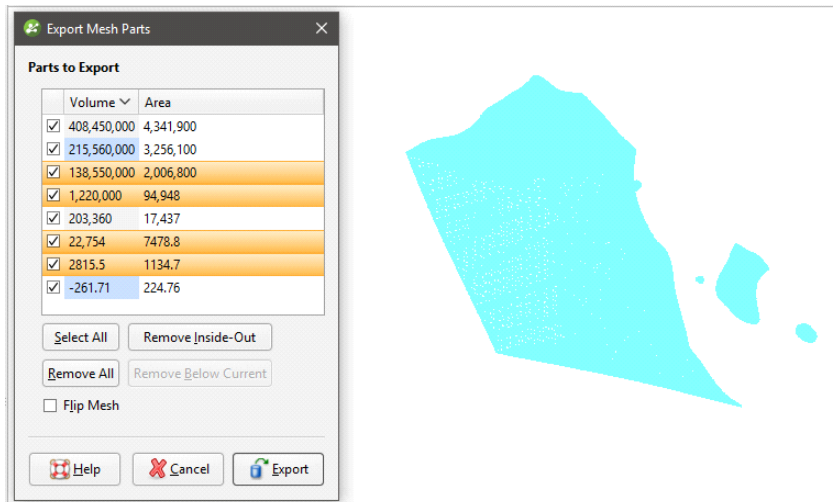 Export Mesh Parts
Parts to Export
Volume Area
408,450,000 4,341,900
215,560,000 3,256,100
138,550,000 2,006,800
1,220,000 94,948
203,360 17,437
22,754 7478.8
2815.5 1134.7
-261.71 224.76
Select All Remove Inside-Out
Remove All Remove Below Current
Flip Mesh
Help Cancel Export